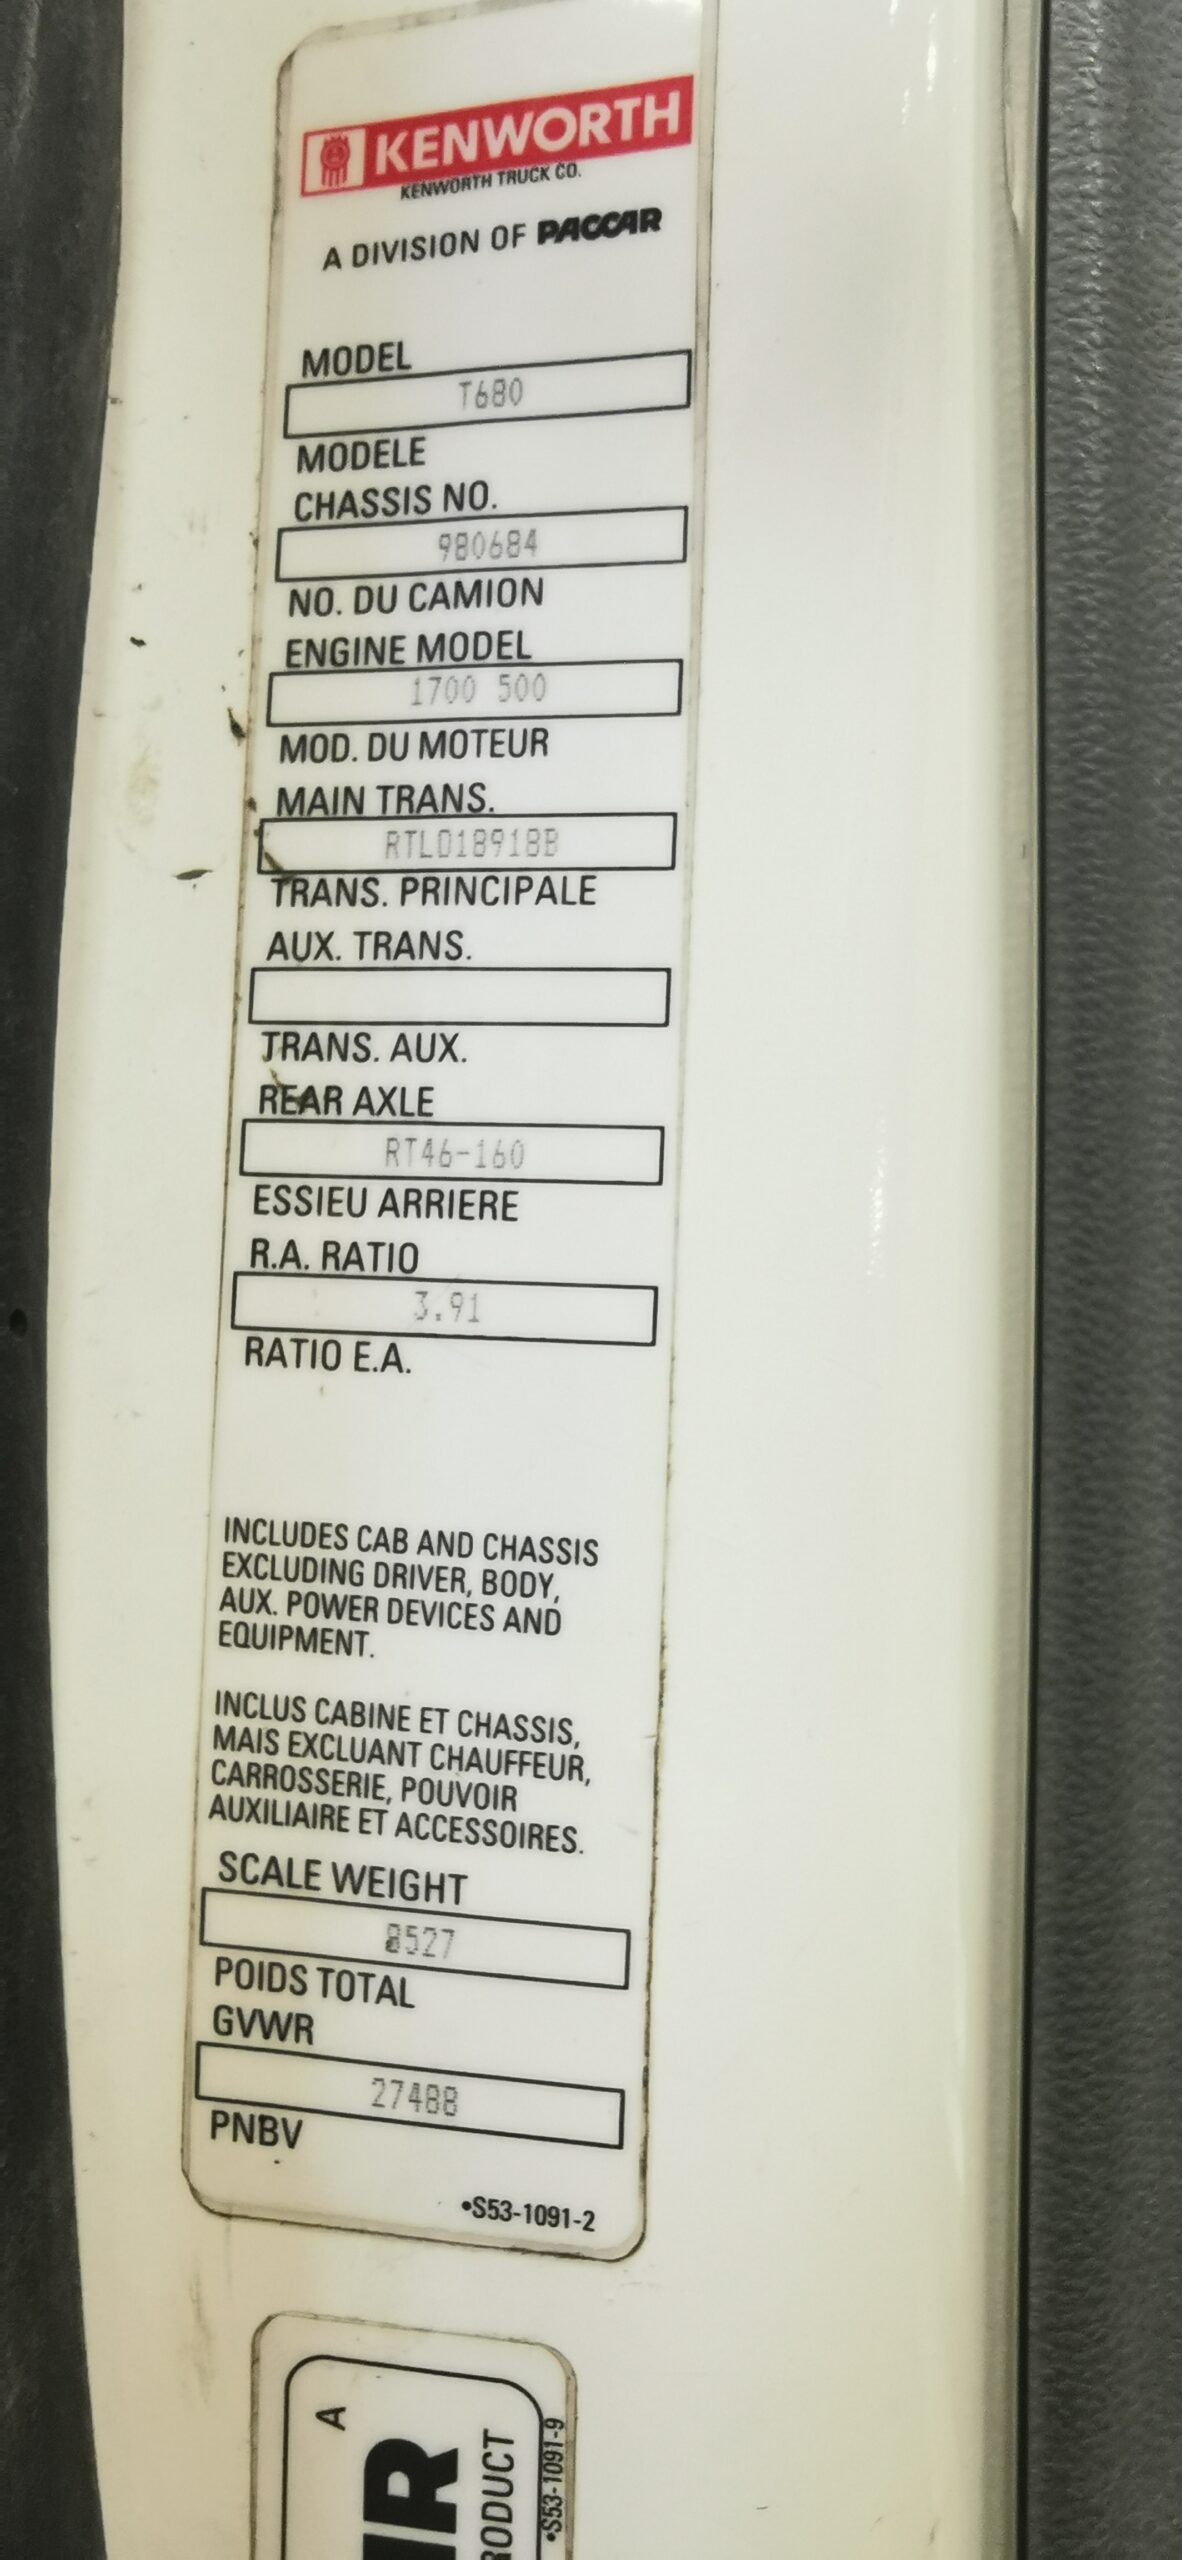 KENWORTH
KENWORTH TRUCK CO.
A DIVISION OF PACCAR
MODEL
T680
MODELE
CHASSIS NO.
980684
NO. DU CAMION
ENGINE MODEL
1700 500
MOD. DU MOTEUR
MAIN TRANS.
RTLO18918B
TRANS. PRINCIPALE
AUX. TRANS.
TRANS. AUX.
REAR AXLE
RT46-160
ESSIEU ARRIERE
R.A. RATIO
3.91
RATIO E.A.
INCLUDES CAB AND CHASSIS
EXCLUDING DRIVER, BODY,
AUX. POWER DEVICES AND
EQUIPMENT.
INCLUS CABINE ET CHASSIS,
MAIS EXCLUANT CHAUFFEUR,
CARROSSERIE, POUVOIR
AUXILIAIRE ET ACCESSOIRES.
SCALE WEIGHT
8527
POIDS TOTAL
GVWR
27488
PNBV
•S53-1091-2
A
•S53-1091-9